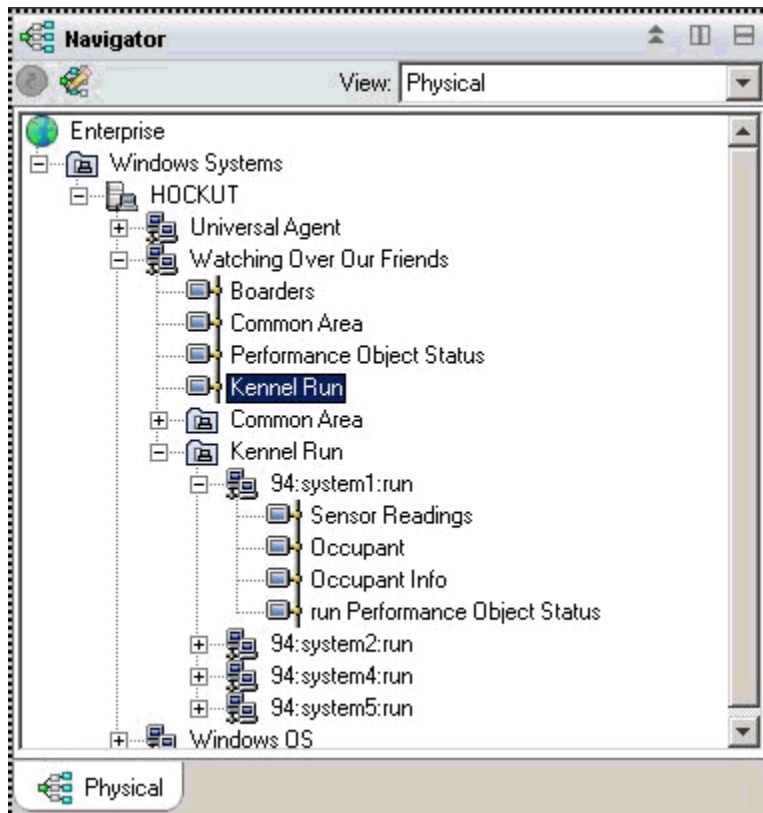 Navigator
View: Physical
Enterprise
Windows Systems
HOCKUT
Universal Agent
Watching Over Our Friends
Boarders
Common Area
Performance Object Status
Kennel Run
Common Area
Kennel Run
94:system1:run
Sensor Readings
Occupant
Occupant Info
run Performance Object Status
94:system2:run
94:system4:run
94:system5:run
Windows OS
Physical